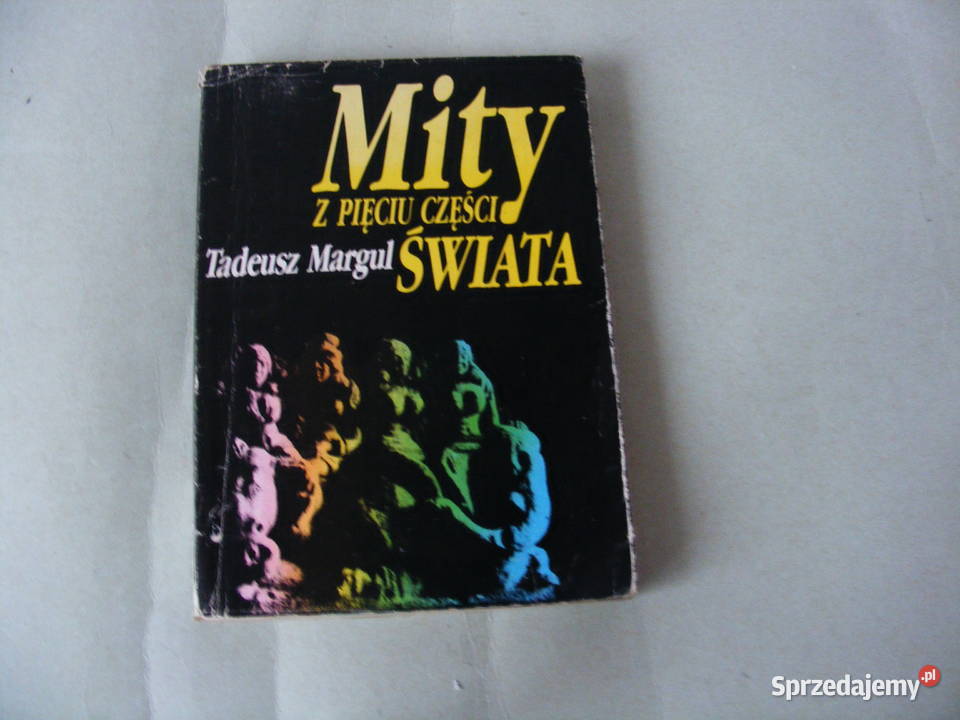 Mity
Z PIĘCIU CZĘŚCI
Tadeusz Margul ŚWIATA
Sprzedajemy.pl